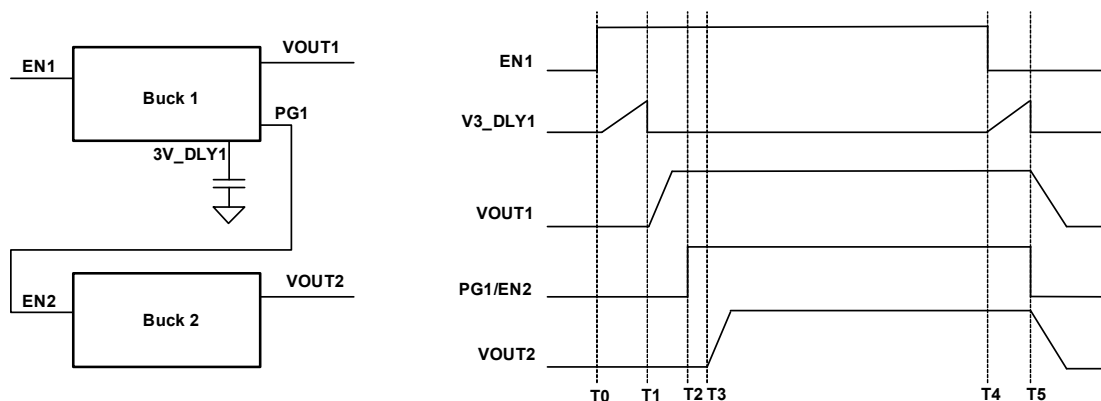 EN1
Buck 1
VOUT1
PG1
3V_DLY1
EN2
Buck 2
VOUT2
EN1
V3_DLY1
VOUT1
PG1/EN2
VOUT2
T0 T1 T2 T3 T4 T5